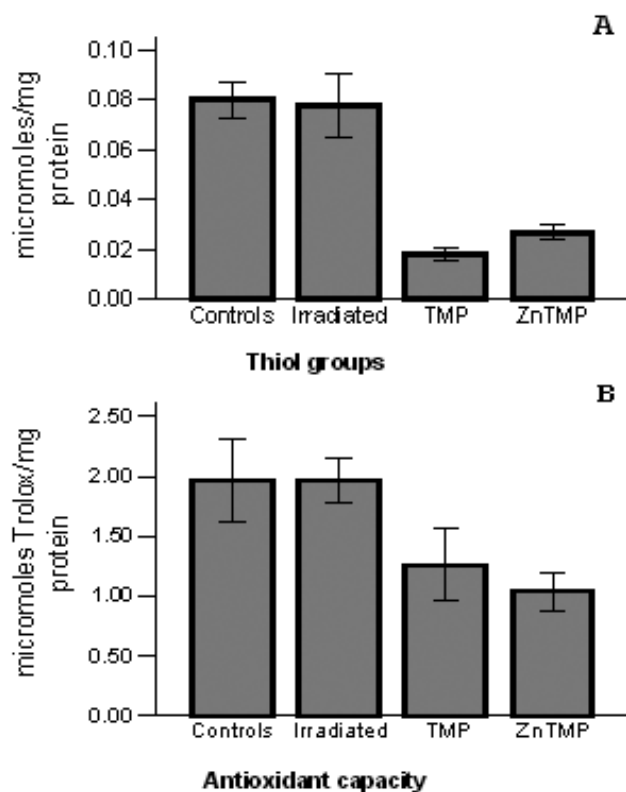 A
micromoles/mg
protein
0.10
0.08
0.06
0.04
0.02
0.00
Controls Irradiated TMP ZnTMP
Thiol groups
B
micromoles Trolox/mg
protein
2.50
2.00
1.50
1.00
0.50
0.00
Controls Irradiated TMP ZnTMP
Antioxidant capacity